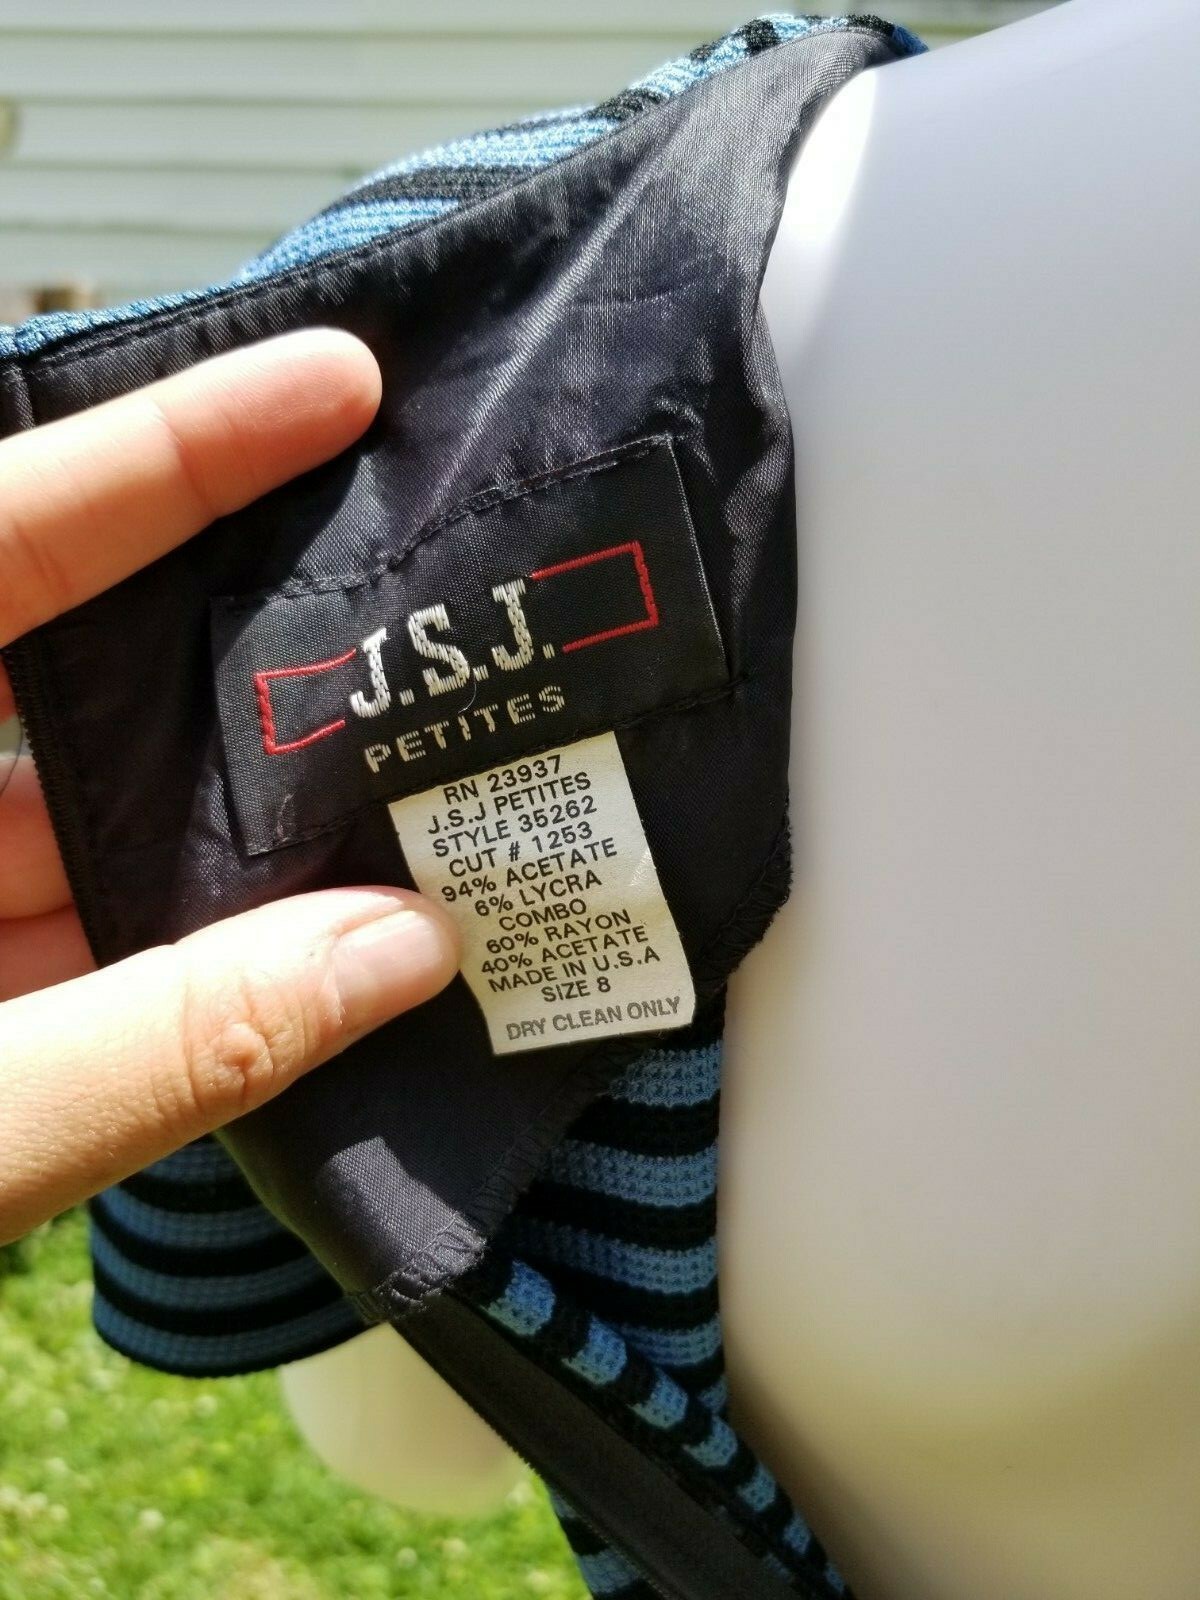 J.S.J.
PETITES
RN 23937
J.S.J PETITES
STYLE 35262
CUT # 1253
94% ACETATE
6% LYCRA
COMBO
60% RAYON
40% ACETATE
MADE IN U.S.A
SIZE 8
DRY CLEAN ONLY